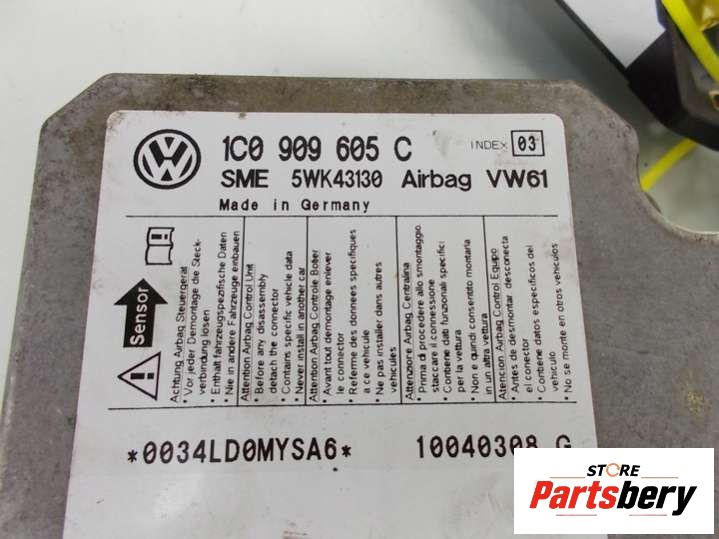 1C0 909 605 C
INDEX 03
SME 5WK43130 Airbag VW61
Made in Germany
Sensor
Achtung Airbag Steuergerät
• Vor jeder Demontage die Steck-
verbindung lösen
• Enthält fahrzeugspezifische Daten
• Nie in andere Fahrzeuge einbauen
Attention Airbag Control Unit
• Before any disassembly
detach the connector
• Contains specific vehicle data
• Never install in another car
Attention Airbag Controle Boiter
• Avant tout demontage enlever
le connector
• Referme des donnees specifiques
a ce vehicule
• Ne pas installer dans autres
vehicules
Attenzione Airbag Centralina
• Prima di procedere allo smontaggio
staccare il connessione
• Contiene dati funzionali specifici
per la vettura
• Non e quindi consentito montarla
in un altra vettura
Atencion Airbag Control Equipo
• Antes de desmontar desconecta
el conector
• Contiene datos especificos del
vehiculo
• No se monte en otros vehiculos
*0034LD0MYSA6*
10040308 G
STORE
Partsbery